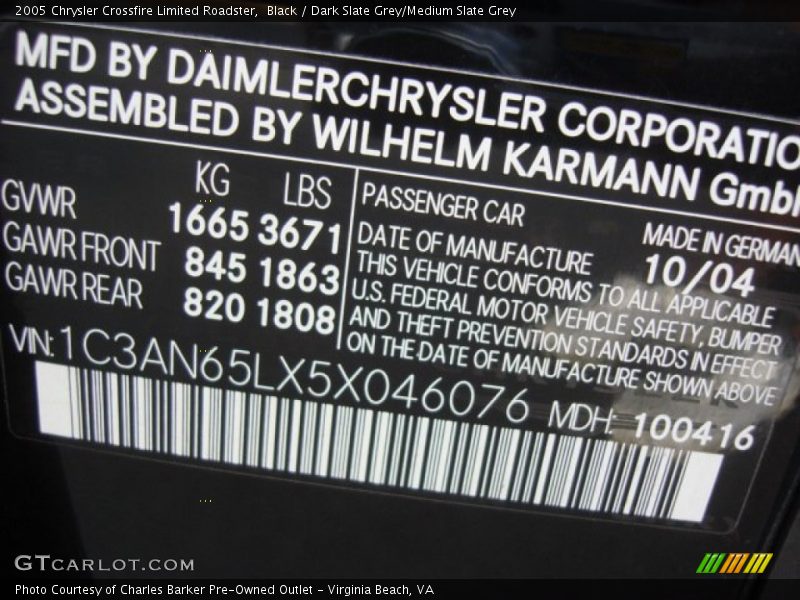 2005 Chrysler Crossfire Limited Roadster,  Black / Dark Slate Grey/Medium Slate Grey
MFD BY DAIMLERCHRYSLER CORPORATIO
ASSEMBLED BY WILHELM KARMANN GmbH
KG LBS
GVWR 1665 3671
GAWR FRONT 845 1863
GAWR REAR 820 1808
PASSENGER CAR
MADE IN GERMAN
DATE OF MANUFACTURE 10/04
THIS VEHICLE CONFORMS TO ALL APPLICABLE
U.S. FEDERAL MOTOR VEHICLE SAFETY, BUMPER
AND THEFT PREVENTION STANDARDS IN EFFECT
ON THE DATE OF MANUFACTURE SHOWN ABOVE
VIN: 1C3AN65LX5X046076 MDH: 100416
GTCARLOT.COM
Photo Courtesy of Charles Barker Pre-Owned Outlet - Virginia Beach, VA